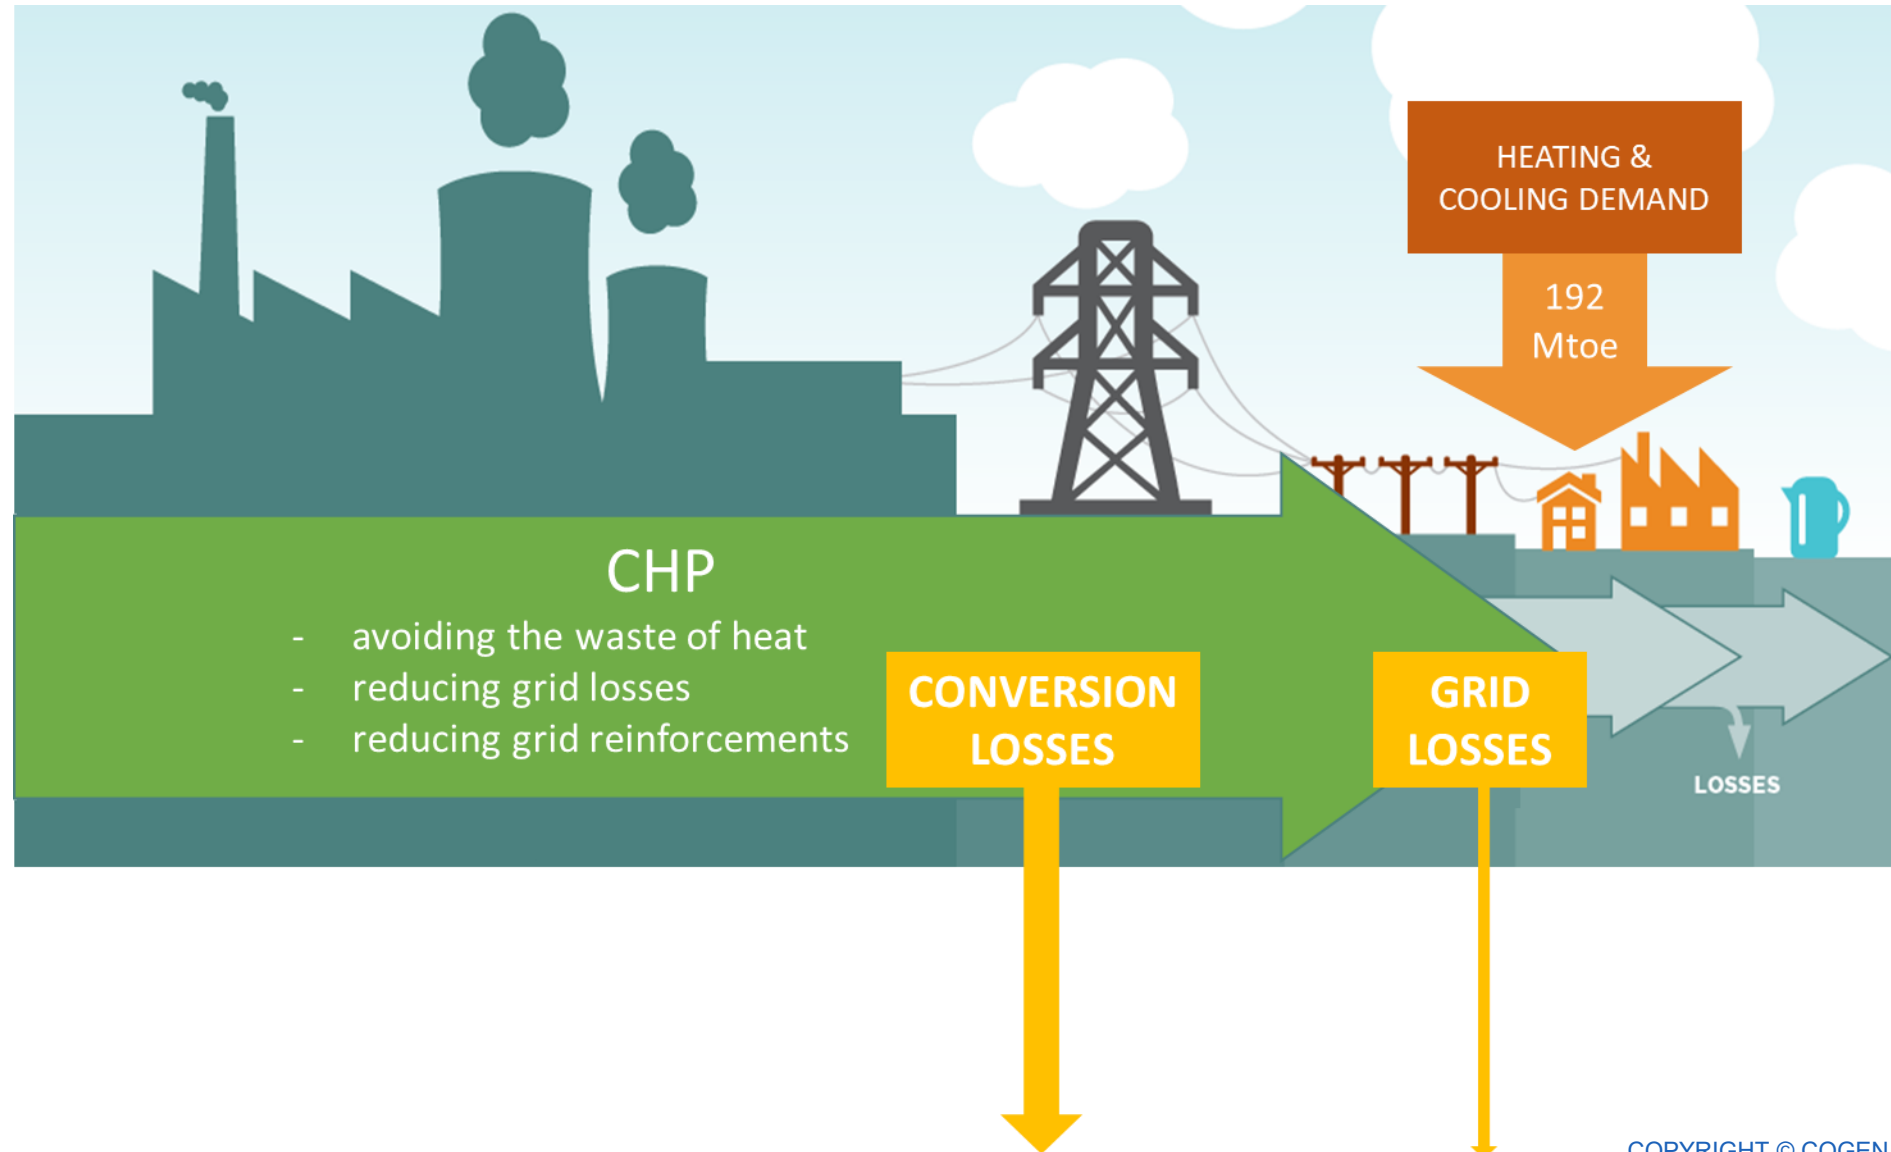 HEATING &
COOLING DEMAND
192
Mtoe
CHP
- avoiding the waste of heat
- reducing grid losses
- reducing grid reinforcements
CONVERSION
LOSSES
GRID
LOSSES
LOSSES
COPYRIGHT © COGEN